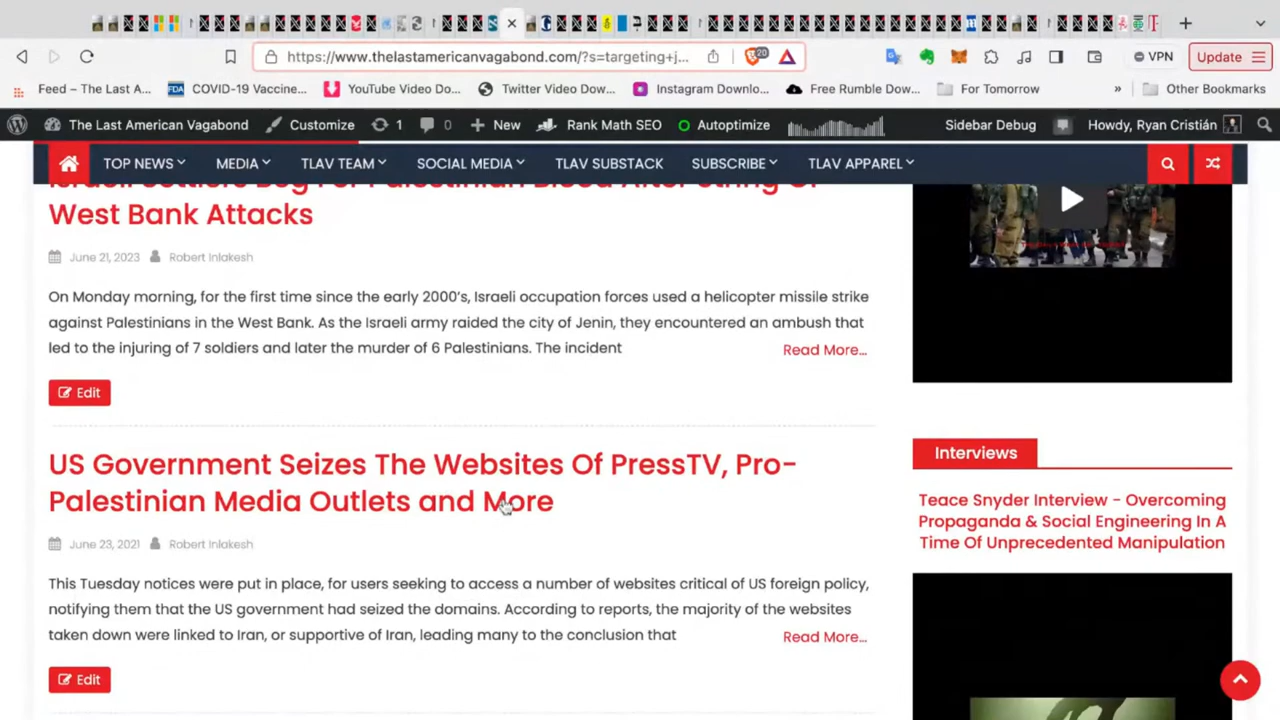 https://www.thelastamericanvagabond.com/?s=targeting+j...
20
VPN
Update
Feed – The Last A...
FDA
COVID-19 Vaccine...
YouTube Video Do...
Twitter Video Dow...
Instagram Downlo...
Free Rumble Dow...
For Tomorrow
»
Other Bookmarks
The Last American Vagabond
Customize
1
0
New
Rank Math SEO
Autoptimize
Sidebar Debug
Howdy, Ryan Cristián
TOP NEWS
MEDIA
TLAV TEAM
SOCIAL MEDIA
TLAV SUBSTACK
SUBSCRIBE
TLAV APPAREL
Israeli Settlers Beg For Palestinian Blood After String Of
West Bank Attacks
June 21, 2023 Robert Inlakesh
On Monday morning, for the first time since the early 2000's, Israeli occupation forces used a helicopter missile strike
against Palestinians in the West Bank. As the Israeli army raided the city of Jenin, they encountered an ambush that
led to the injuring of 7 soldiers and later the murder of 6 Palestinians. The incident
Read More...
Edit
US Government Seizes The Websites Of PressTV, Pro-
Palestinian Media Outlets and More
June 23, 2021 Robert Inlakesh
This Tuesday notices were put in place, for users seeking to access a number of websites critical of US foreign policy,
notifying them that the US government had seized the domains. According to reports, the majority of the websites
taken down were linked to Iran, or supportive of Iran, leading many to the conclusion that
Read More...
Edit
Interviews
Teace Snyder Interview – Overcoming
Propaganda & Social Engineering In A
Time Of Unprecedented Manipulation